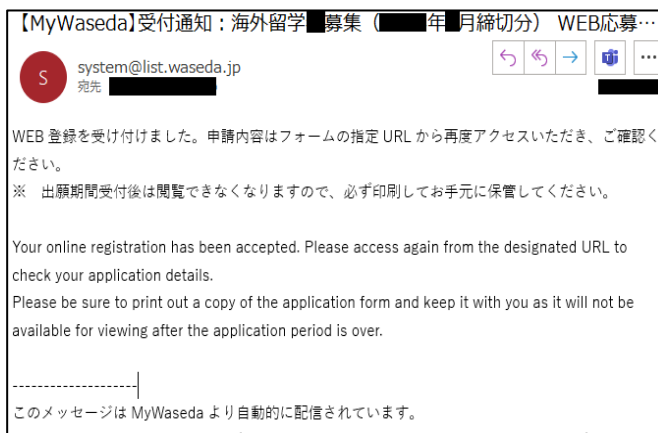 【MyWaseda】受付通知：海外留学 募集（ 年 月締切分） WEB応募…
S
system@list.waseda.jp
宛先
WEB 登録を受け付けました。申請内容はフォームの指定 URL から再度アクセスいただき、ご確認く
ださい。
※　出願期間受付後は閲覧できなくなりますので、必ず印刷してお手元に保管してください。
Your online registration has been accepted. Please access again from the designated URL to
check your application details.
Please be sure to print out a copy of the application form and keep it with you as it will not be
available for viewing after the application period is over.
--------------------
このメッセージは MyWaseda より自動的に配信されています。